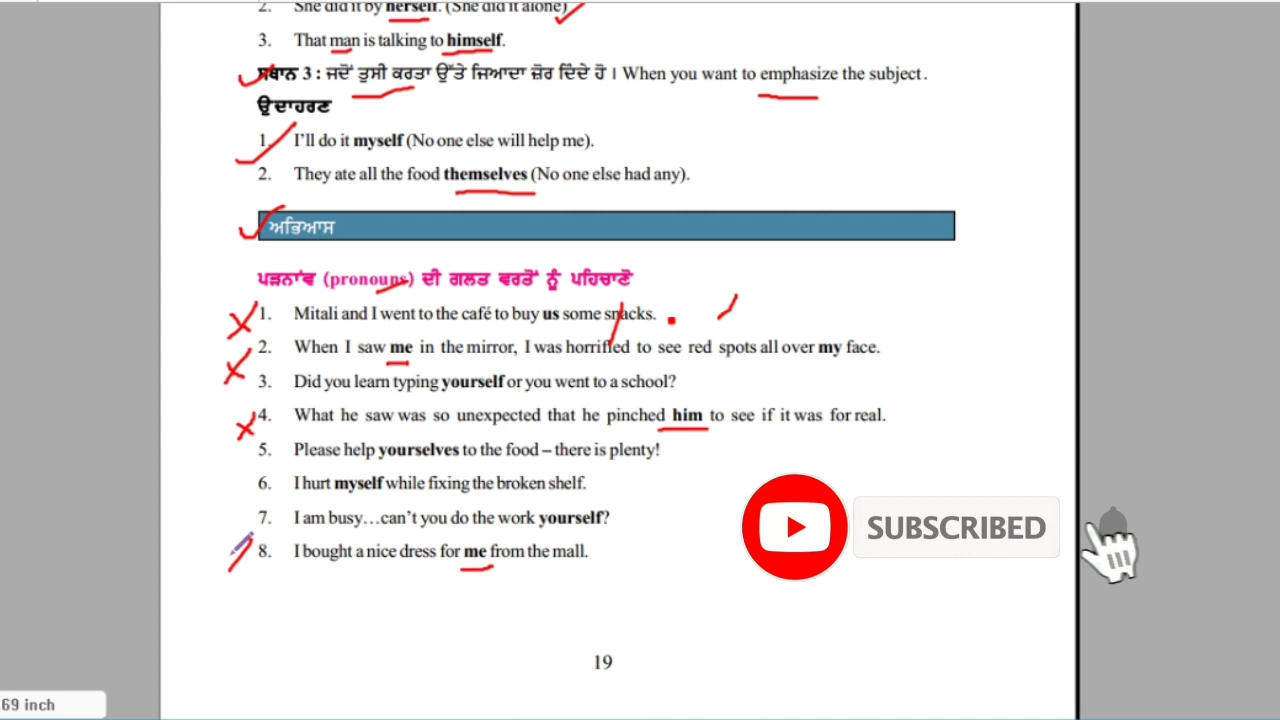 2. She did it by herself. (She did it alone)
3. That man is talking to himself.
ਸਥਾਨ 3 : ਜਦੋਂ ਤੁਸੀ ਕਰਤਾ ਉੱਤੇ ਜਿਆਦਾ ਜ਼ੋਰ ਦਿੰਦੇ ਹੋ । When you want to emphasize the subject.
ਉਦਾਹਰਣ
1. I'll do it myself (No one else will help me).
2. They ate all the food themselves (No one else had any).
ਅਭਿਆਸ
ਪੜਨਾਂਵ (pronouns) ਦੀ ਗਲਤ ਵਰਤੋਂ ਨੂੰ ਪਹਿਚਾਣੋ
1. Mitali and I went to the café to buy us some snacks.
2. When I saw me in the mirror, I was horrified to see red spots all over my face.
3. Did you learn typing yourself or you went to a school?
4. What he saw was so unexpected that he pinched him to see if it was for real.
5. Please help yourselves to the food – there is plenty!
6. I hurt myself while fixing the broken shelf.
7. I am busy…can't you do the work yourself?
8. I bought a nice dress for me from the mall.
SUBSCRIBED
19
69 inch